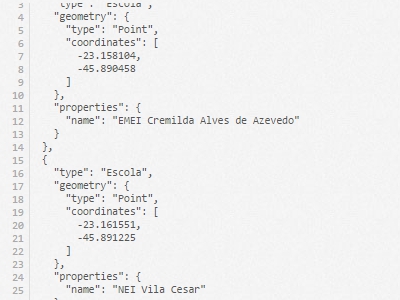 3 "type": "Escola",
4 "geometry": {
5 "type": "Point",
6 "coordinates": [
7 -23.158104,
8 -45.890458
9 ]
10 },
11 "properties": {
12 "name": "EMEI Cremilda Alves de Azevedo"
13 }
14 },
15 {
16 "type": "Escola",
17 "geometry": {
18 "type": "Point",
19 "coordinates": [
20 -23.161551,
21 -45.891225
22 ]
23 },
24 "properties": {
25 "name": "NEI Vila Cesar"